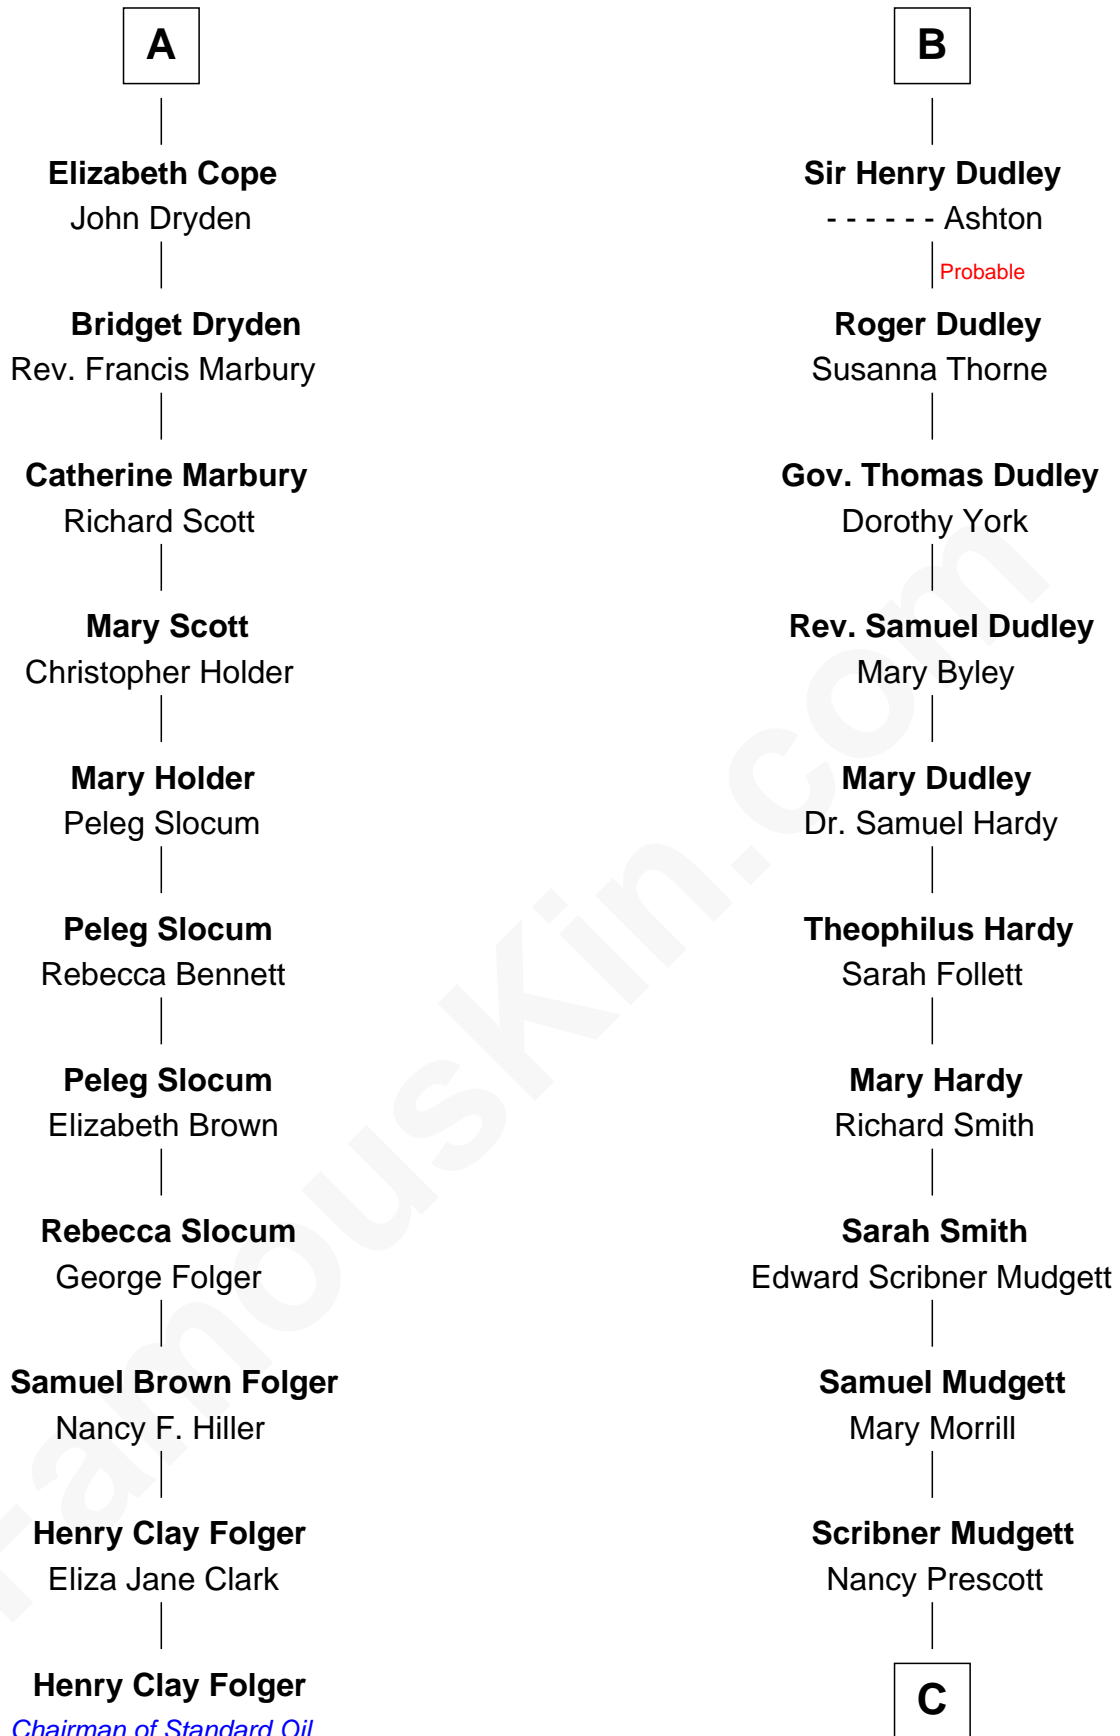 A
Elizabeth Cope
John Dryden
Bridget Dryden
Rev. Francis Marbury
Catherine Marbury
Richard Scott
Mary Scott
Christopher Holder
Mary Holder
Peleg Slocum
Peleg Slocum
Rebecca Bennett
Peleg Slocum
Elizabeth Brown
Rebecca Slocum
George Folger
Samuel Brown Folger
Nancy F. Hiller
Henry Clay Folger
Eliza Jane Clark
Henry Clay Folger
Chairman of Standard Oil
B
Sir Henry Dudley
- - - - - - Ashton
Probable
Roger Dudley
Susanna Thorne
Gov. Thomas Dudley
Dorothy York
Rev. Samuel Dudley
Mary Byley
Mary Dudley
Dr. Samuel Hardy
Theophilus Hardy
Sarah Follett
Mary Hardy
Richard Smith
Sarah Smith
Edward Scribner Mudgett
Samuel Mudgett
Mary Morrill
Scribner Mudgett
Nancy Prescott
C
FamousKin.com